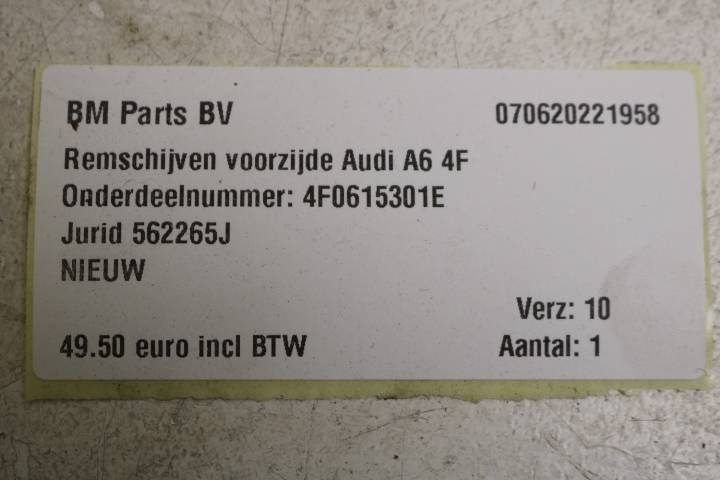 BM Parts BV 070620221958
Remschijven voorzijde Audi A6 4F
Onderdeelnummer: 4F0615301E
Jurid 562265J
NIEUW
Verz: 10
49.50 euro incl BTW Aantal: 1